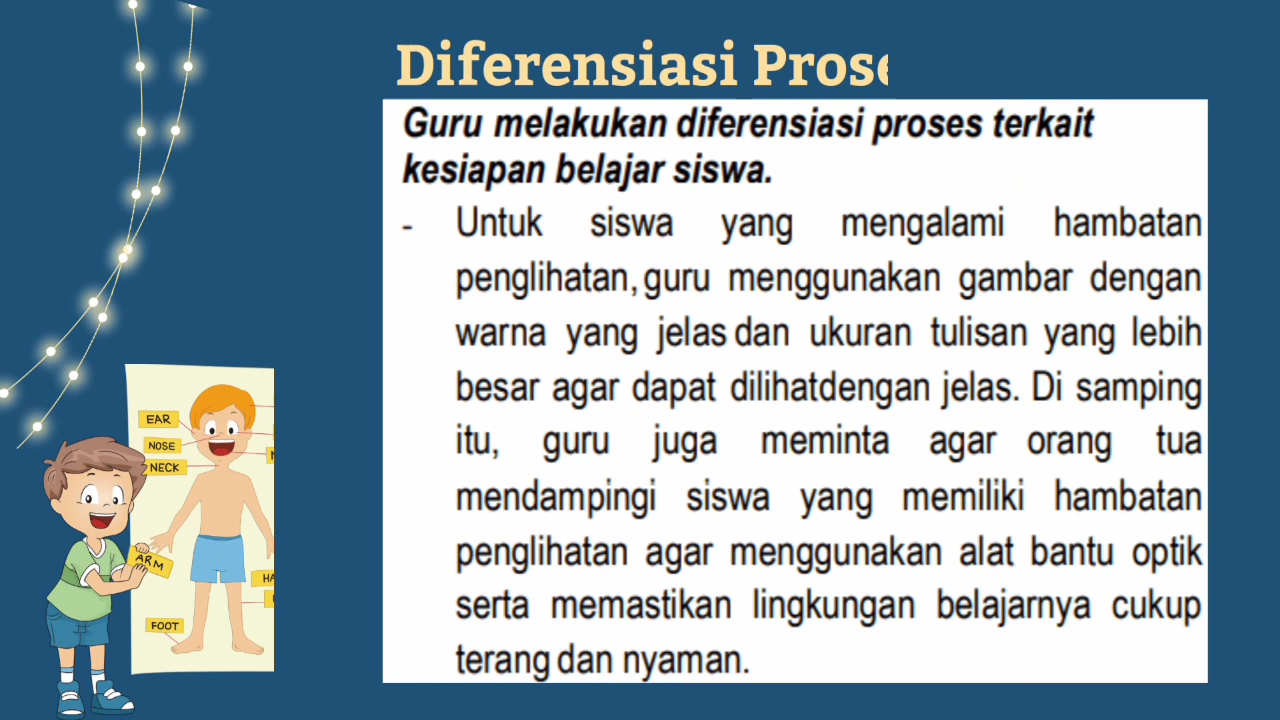 Diferensiasi Prose
Guru melakukan diferensiasi proses terkait
kesiapan belajar siswa.
- Untuk siswa yang mengalami hambatan
penglihatan, guru menggunakan gambar dengan
warna yang jelas dan ukuran tulisan yang lebih
besar agar dapat dilihatdengan jelas. Di samping
itu, guru juga meminta agar orang tua
mendampingi siswa yang memiliki hambatan
penglihatan agar menggunakan alat bantu optik
serta memastikan lingkungan belajarnya cukup
terang dan nyaman.
EAR
NOSE
NECK
ARM
HA
FOOT